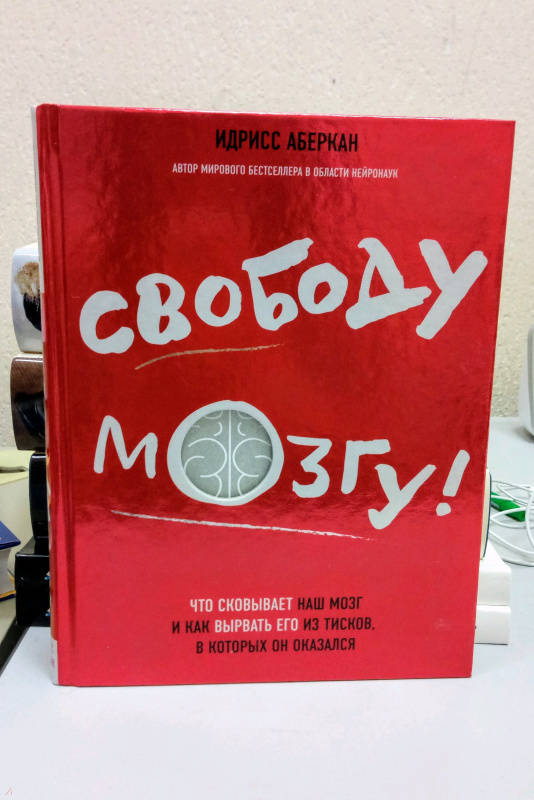 ИДРИСС АБЕРКАН
АВТОР МИРОВОГО БЕСТСЕЛЛЕРА В ОБЛАСТИ НЕЙРОНАУК
СВОБОДУ
МОЗГУ!
ЧТО СКОВЫВАЕТ НАШ МОЗГ
И КАК ВЫРВАТЬ ЕГО ИЗ ТИСКОВ,
В КОТОРЫХ ОН ОКАЗАЛСЯ